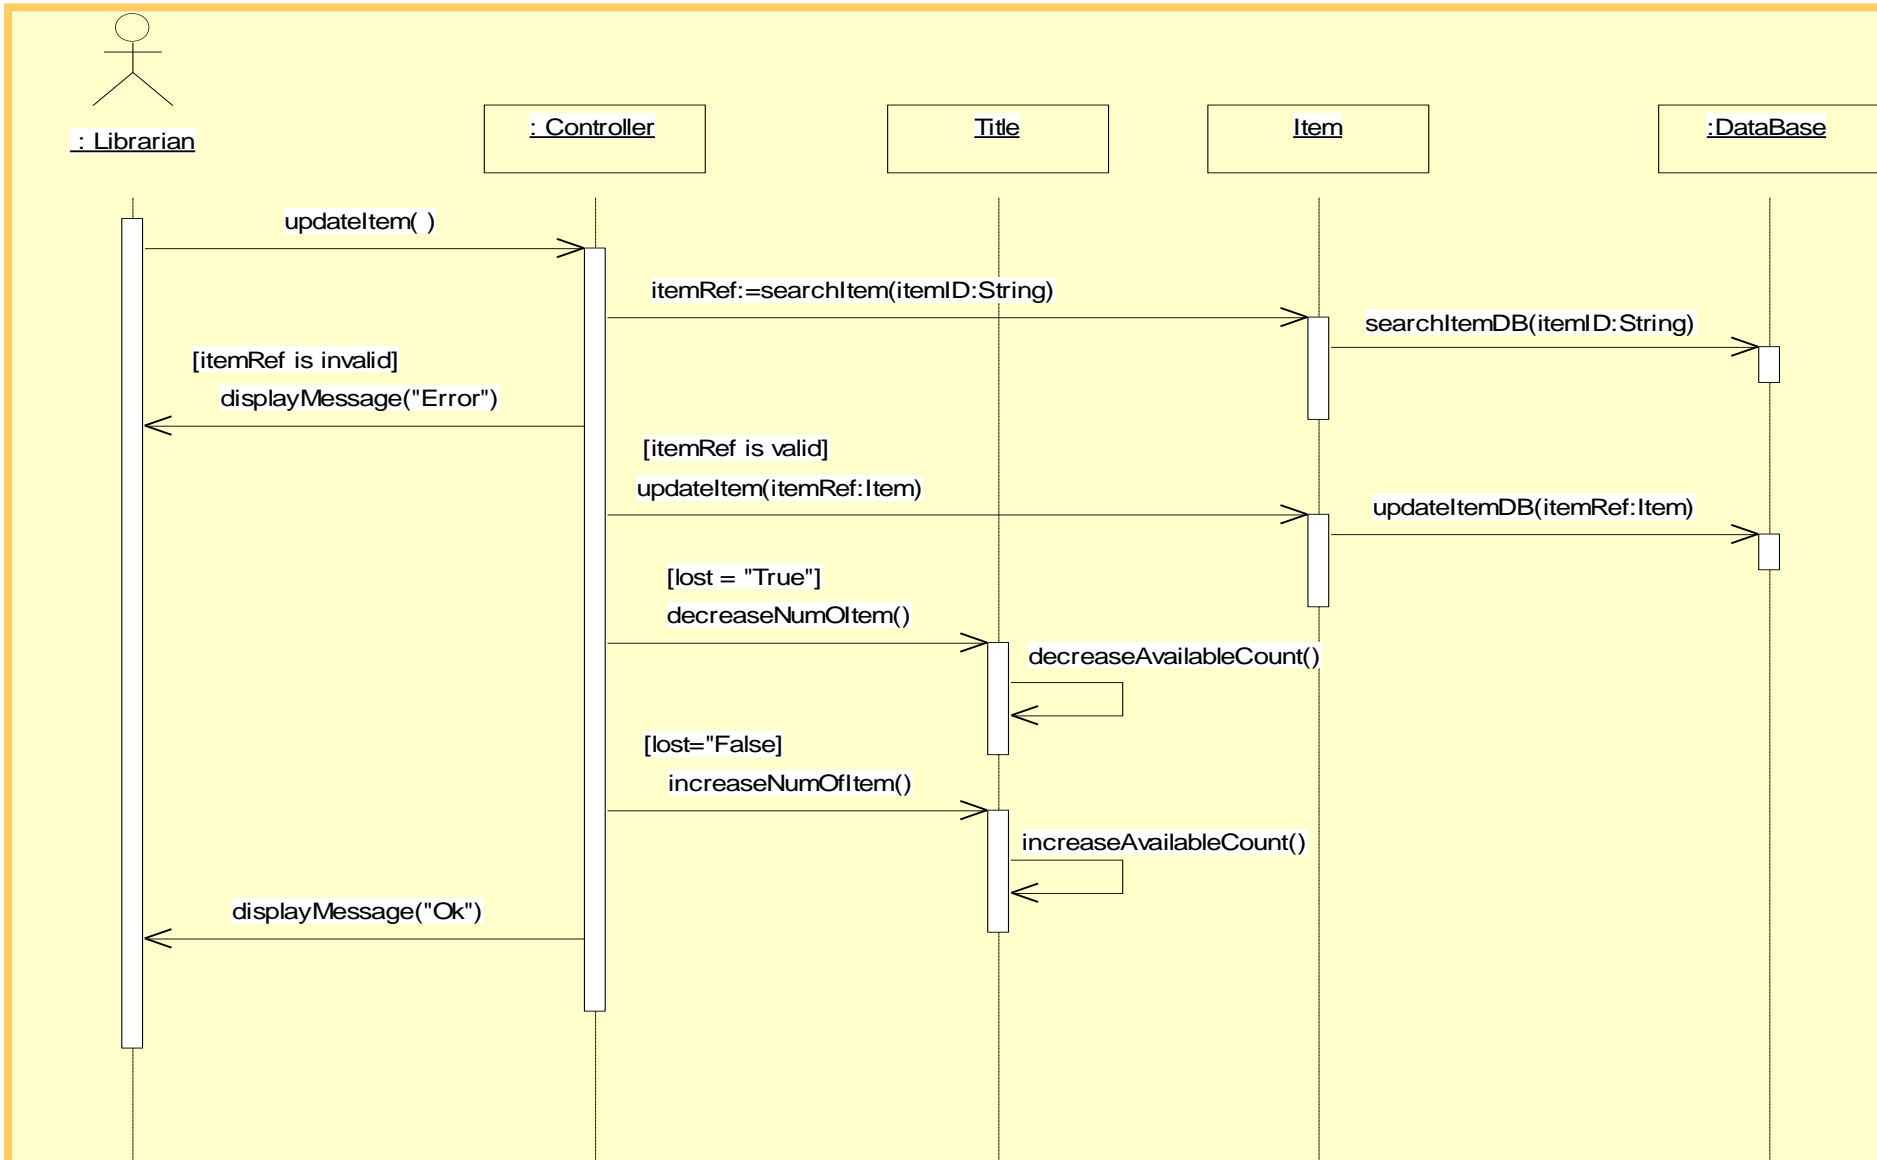 : Librarian
: Controller
Title
Item
:DataBase
updateItem( )
itemRef:=searchItem(itemID:String)
searchItemDB(itemID:String)
[itemRef is invalid]
displayMessage("Error")
[itemRef is valid]
updateItem(itemRef:Item)
updateItemDB(itemRef:Item)
[lost = "True"]
decreaseNumOItem()
decreaseAvailableCount()
[lost="False]
increaseNumOfItem()
increaseAvailableCount()
displayMessage("Ok")